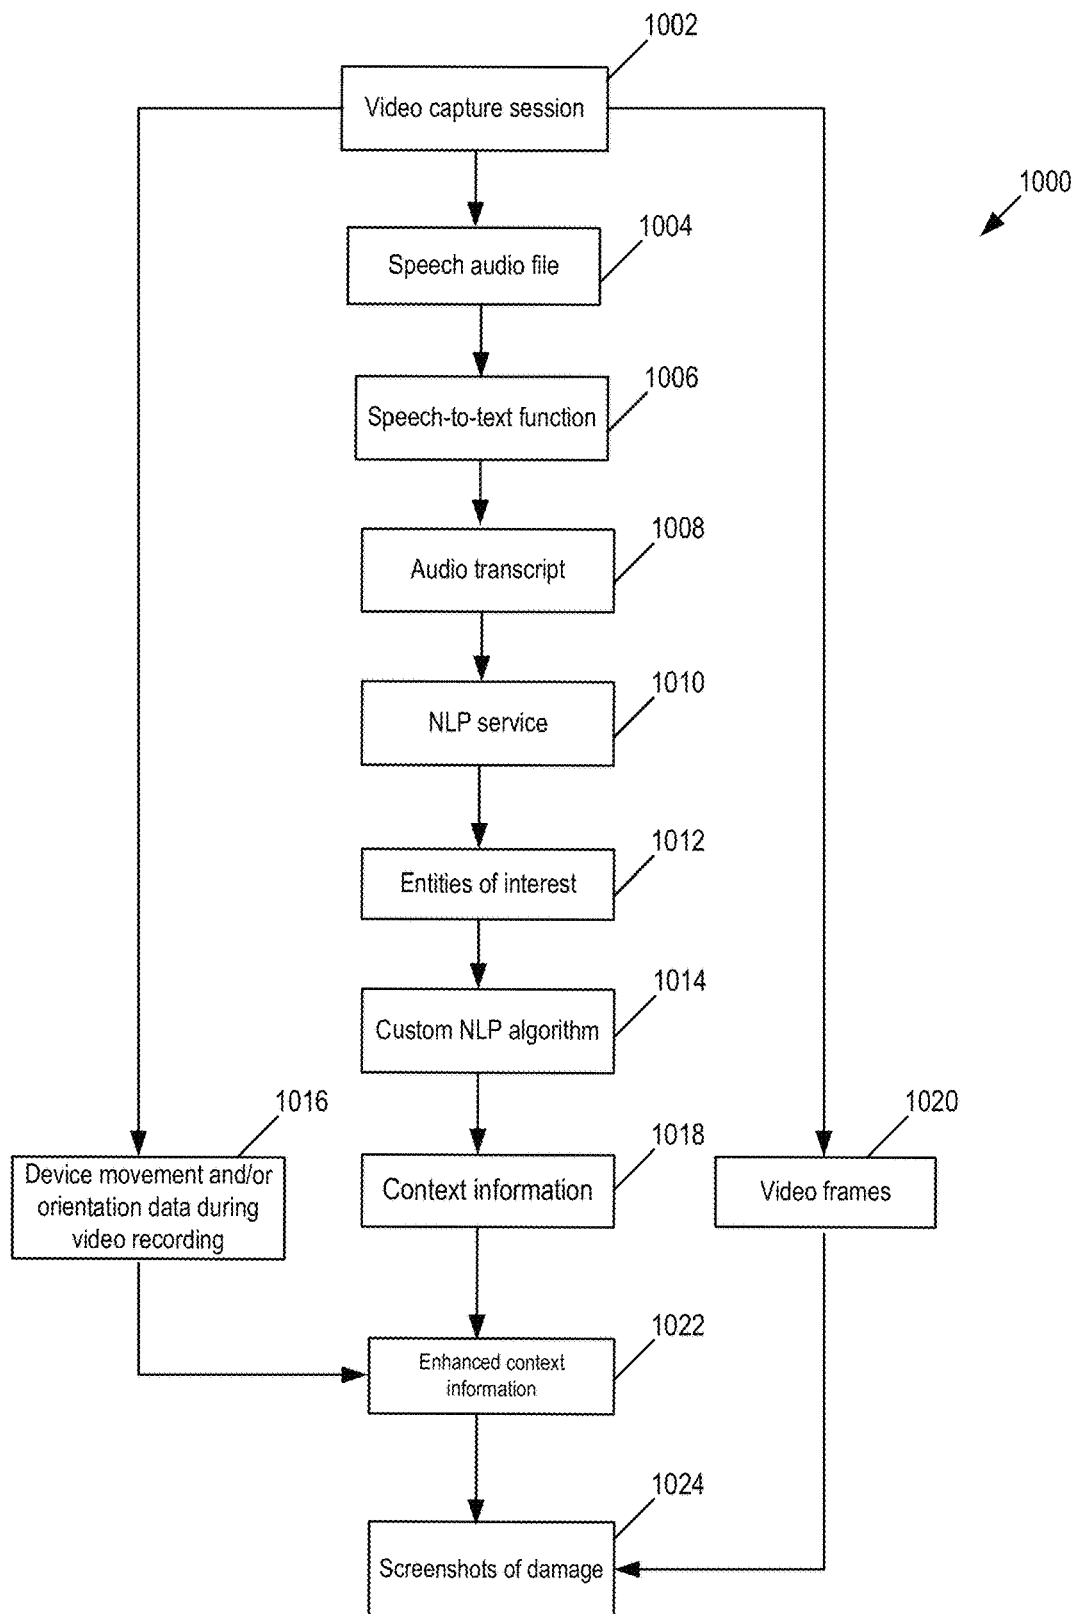 1002
Video capture session
1000
1004
Speech audio file
1006
Speech-to-text function
1008
Audio transcript
1010
NLP service
1012
Entities of interest
1014
Custom NLP algorithm
1016
Device movement and/or
orientation data during
video recording
1018
Context information
1020
Video frames
1022
Enhanced context
information
1024
Screenshots of damage